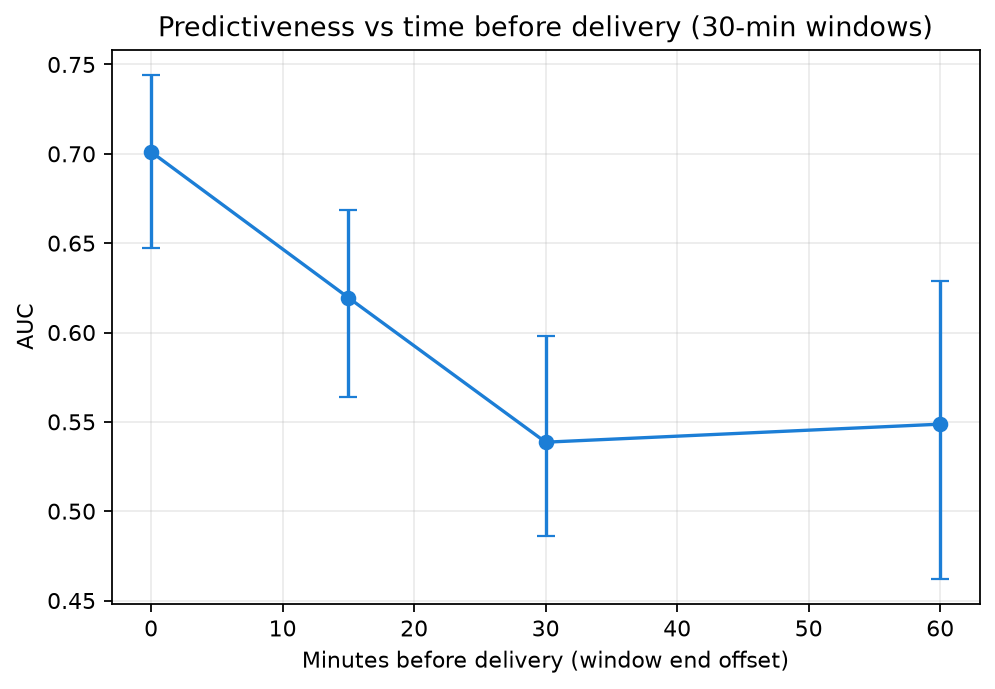 Predictiveness vs time before delivery (30-min windows)
AUC
0.75
0.70
0.65
0.60
0.55
0.50
0.45
0 10 20 30 40 50 60
Minutes before delivery (window end offset)